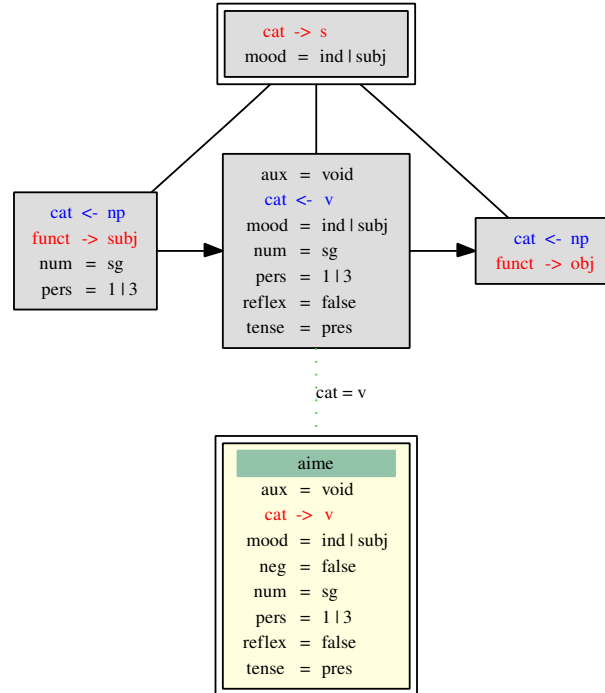 cat -> s
mood = ind | subj
cat <- np
funct -> subj
num = sg
pers = 1 | 3
aux = void
cat <- v
mood = ind | subj
num = sg
pers = 1 | 3
reflex = false
tense = pres
cat <- np
funct -> obj
cat = v
aime
aux = void
cat -> v
mood = ind | subj
neg = false
num = sg
pers = 1 | 3
reflex = false
tense = pres